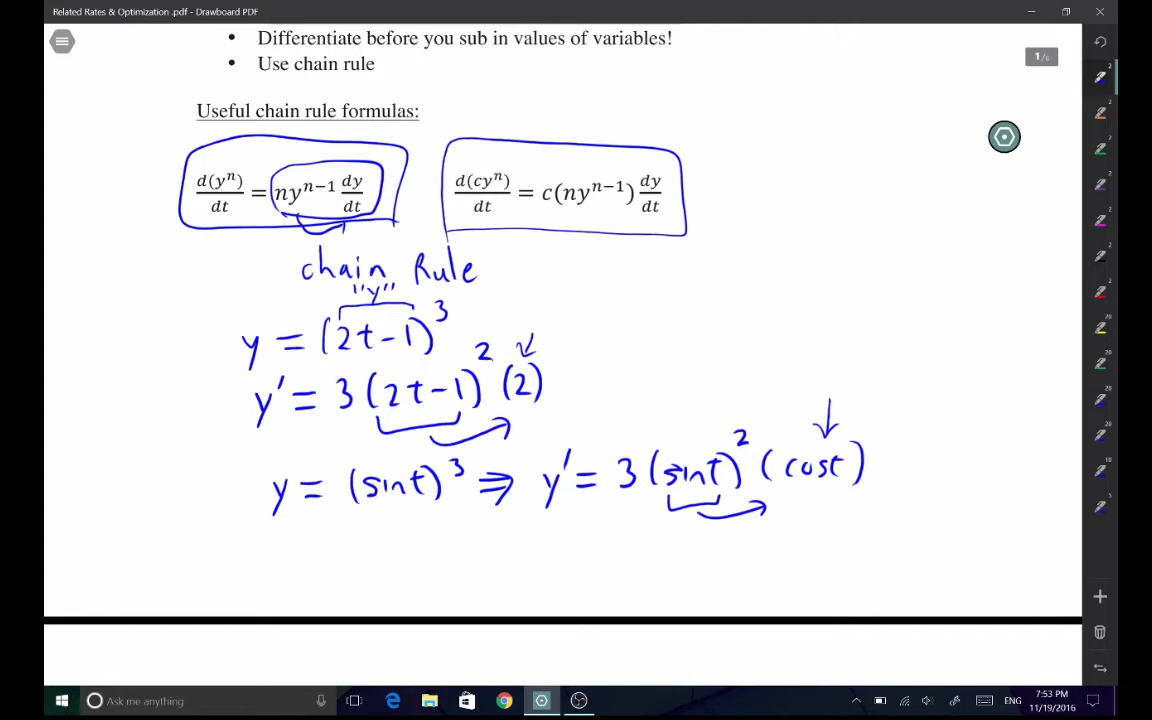 Related Rates & Optimization .pdf - Drawboard PDF
• Differentiate before you sub in values of variables!
• Use chain rule
1/6
Useful chain rule formulas:
d(yⁿ)/dt = nyⁿ⁻¹ dy/dt
d(cyⁿ)/dt = c(nyⁿ⁻¹) dy/dt
chain Rule
"y"
y = (2t-1)³
y' = 3(2t-1)² (2)
y = (sint)³ ⇒ y' = 3(sint)² (cost)
Ask me anything
ENG
7:53 PM
11/19/2016